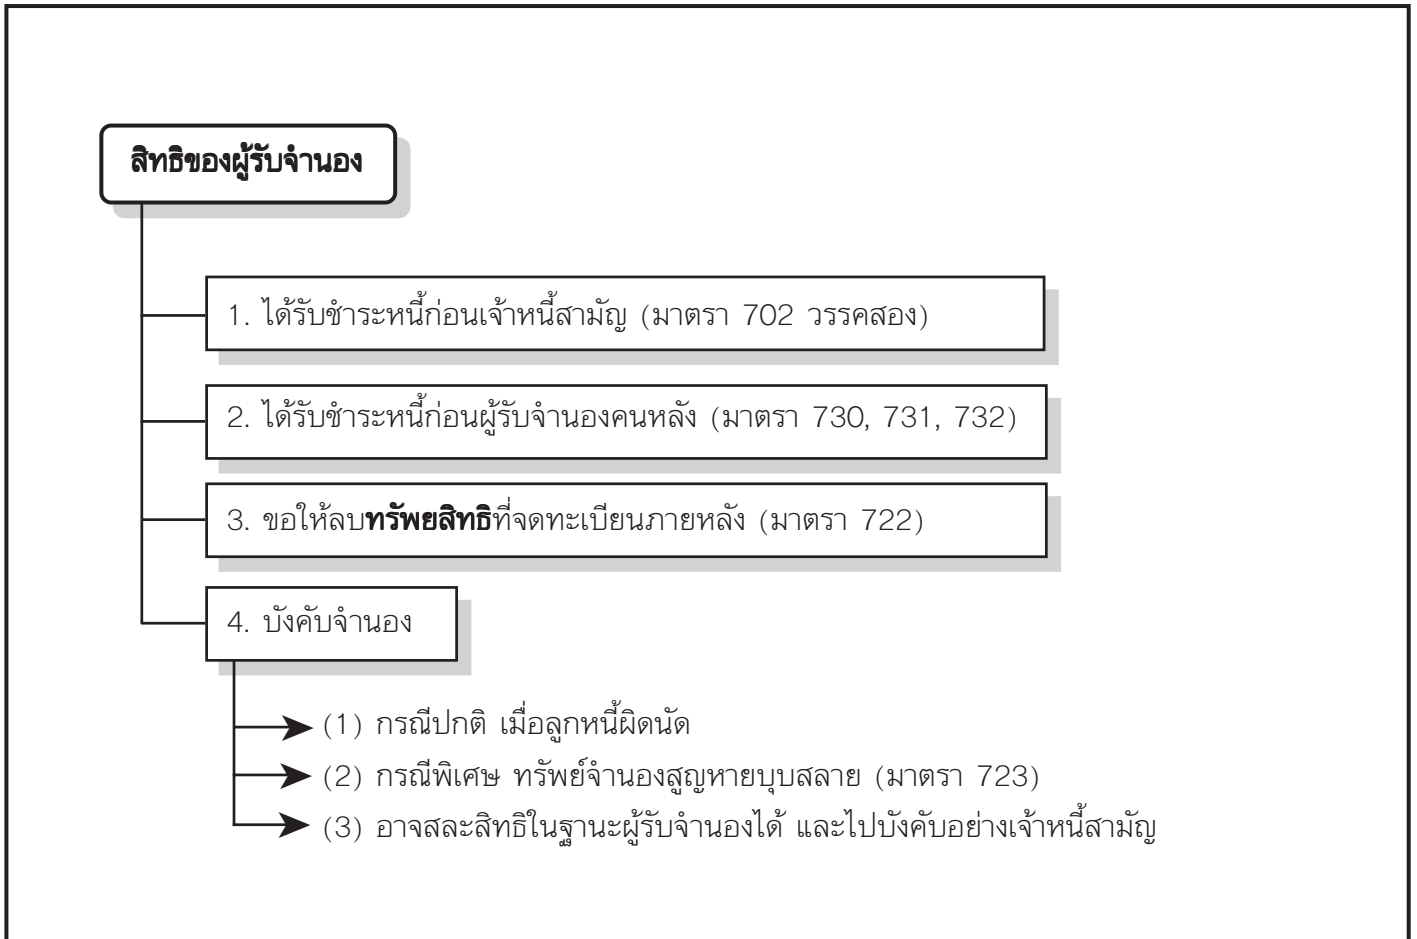 สิทธิของผู้รับจำนอง
1. ได้รับชำระหนี้ก่อนเจ้าหนี้สามัญ (มาตรา 702 วรรคสอง)
2. ได้รับชำระหนี้ก่อนผู้รับจำนองคนหลัง (มาตรา 730, 731, 732)
3. ขอให้ลบทรัพยสิทธิที่จดทะเบียนภายหลัง (มาตรา 722)
4. บังคับจำนอง
(1) กรณีปกติ เมื่อลูกหนี้ผิดนัด
(2) กรณีพิเศษ ทรัพย์จำนองสูญหายบุบสลาย (มาตรา 723)
(3) อาจสละสิทธิในฐานะผู้รับจำนองได้ และไปบังคับอย่างเจ้าหนี้สามัญ